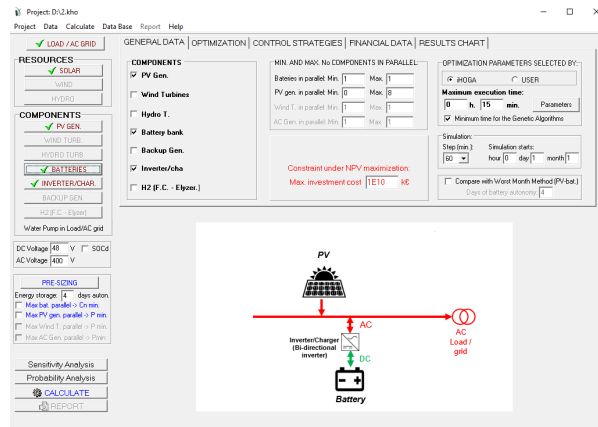 Project: D:\2.kho
Project Data Calculate Data Base Report Help
LOAD / AC GRID
RESOURCES
SOLAR
WIND
HYDRO
COMPONENTS
PV GEN.
WIND TURB.
HYDRO TURB.
BATTERIES
INVERTER/CHAR.
BACKUP GEN.
H2 (F.C. - Elyzer)
Water Pump in Load/AC grid
DC Voltage 48 V SOCd
AC Voltage 400 V
PRE-SIZING
Energy storage: 4 days auton.
Max bat. parallel -> Cn min.
Max PV gen. parallel -> P min.
Max Wind T. parallel -> P min
Max AC Gen. parallel -> Pmin
Sensitivity Analysis
Probability Analysis
CALCULATE
REPORT
GENERAL DATA OPTIMIZATION CONTROL STRATEGIES FINANCIAL DATA RESULTS CHART
COMPONENTS
PV Gen.
Wind Turbines
Hydro T.
Battery bank
Backup Gen.
Inverter/cha
H2 (F.C. - Elyzer.)
MIN. AND MAX. No COMPONENTS IN PARALLEL:
Bateries in parallel: Min. 1 Max. 1
PV gen. in parallel: Min. 0 Max. 8
Wind T. in parallel: Min. 1 Max. 1
AC Gen. in parallel: Min. 1 Max. 1
Constraint under NPV maximization:
Max. investment cost 1E10 k€
OPTIMIZATION PARAMETERS SELECTED BY:
iHOGA USER
Maximum execution time:
0 h. 15 min. Parameters
Minimum time for the Genetic Algorithms
Simulation:
Step (min.): Simulation starts:
60 hour 0 day 1 month 1
Compare with Worst Month Method (PV-bat.)
Days of battery autonomy: 4
PV
AC
AC
Load /
grid
Inverter/Charger
(Bi-directional
inverter)
DC
Battery